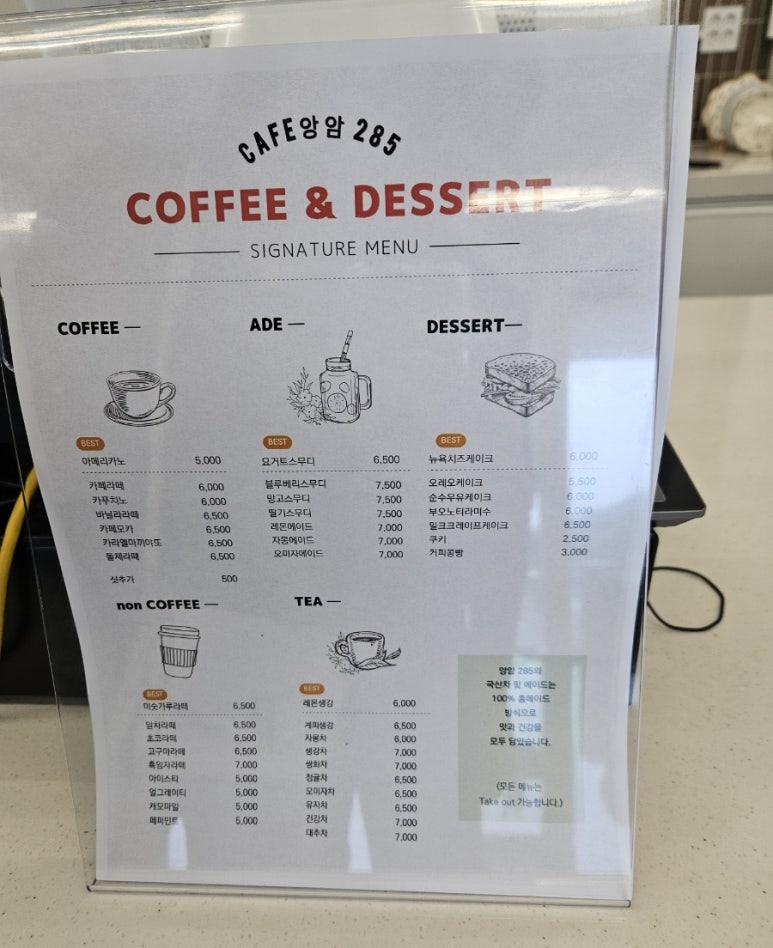 CAFE앙암 285
COFFEE & DESSERT
SIGNATURE MENU
COFFEE
BEST
아메리카노 5,000
카페라떼 6,000
카푸치노 6,000
바닐라라떼 6,500
카페모카 6,500
카라멜마끼아또 6,500
돌체라떼 6,500
샷추가 500
ADE
BEST
요거트스무디 6,500
블루베리스무디 7,500
망고스무디 7,500
딸기스무디 7,500
레몬에이드 7,000
자몽에이드 7,000
오미자에이드 7,000
DESSERT
BEST
뉴욕치즈케이크 6,000
오레오케이크 5,500
순수우유케이크 6,000
부오노티라미수 6,000
밀크크레이프케이크 6,500
쿠키 2,500
커피콩빵 3,000
non COFFEE
BEST
미숫가루라떼 6,500
말차라떼 6,500
초코라떼 6,500
고구마라떼 6,500
흑임자라떼 7,000
아이스티 5,000
얼그레이티 5,000
캐모마일 5,000
페퍼민트 5,000
TEA
BEST
레몬생강 6,000
계피생강 6,500
자몽차 6,000
생강차 7,000
쌍화차 7,000
청귤차 6,500
오미자차 6,500
유자차 6,500
건강차 7,000
대추차 7,000
앙암 285의
국산차 및 에이드는
100% 홈메이드
방식으로
맛과 건강을
모두 담았습니다.
(모든 메뉴는
Take out 가능합니다.)